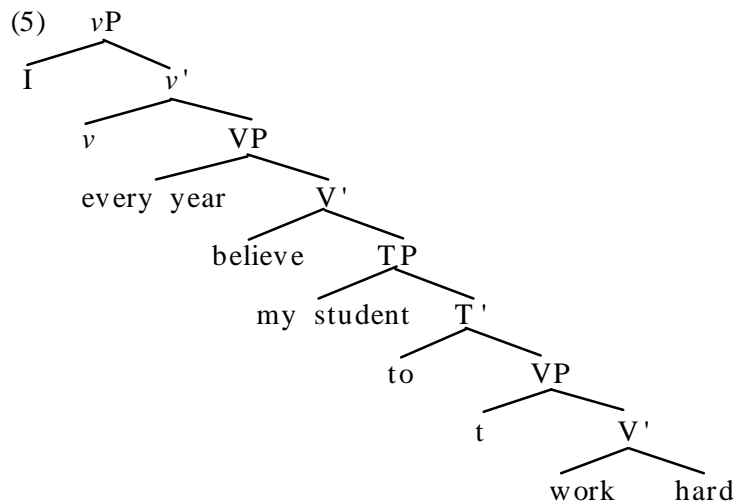 (5) vP
I v'
v VP
every year V'
believe TP
my student T'
to VP
t V'
work hard